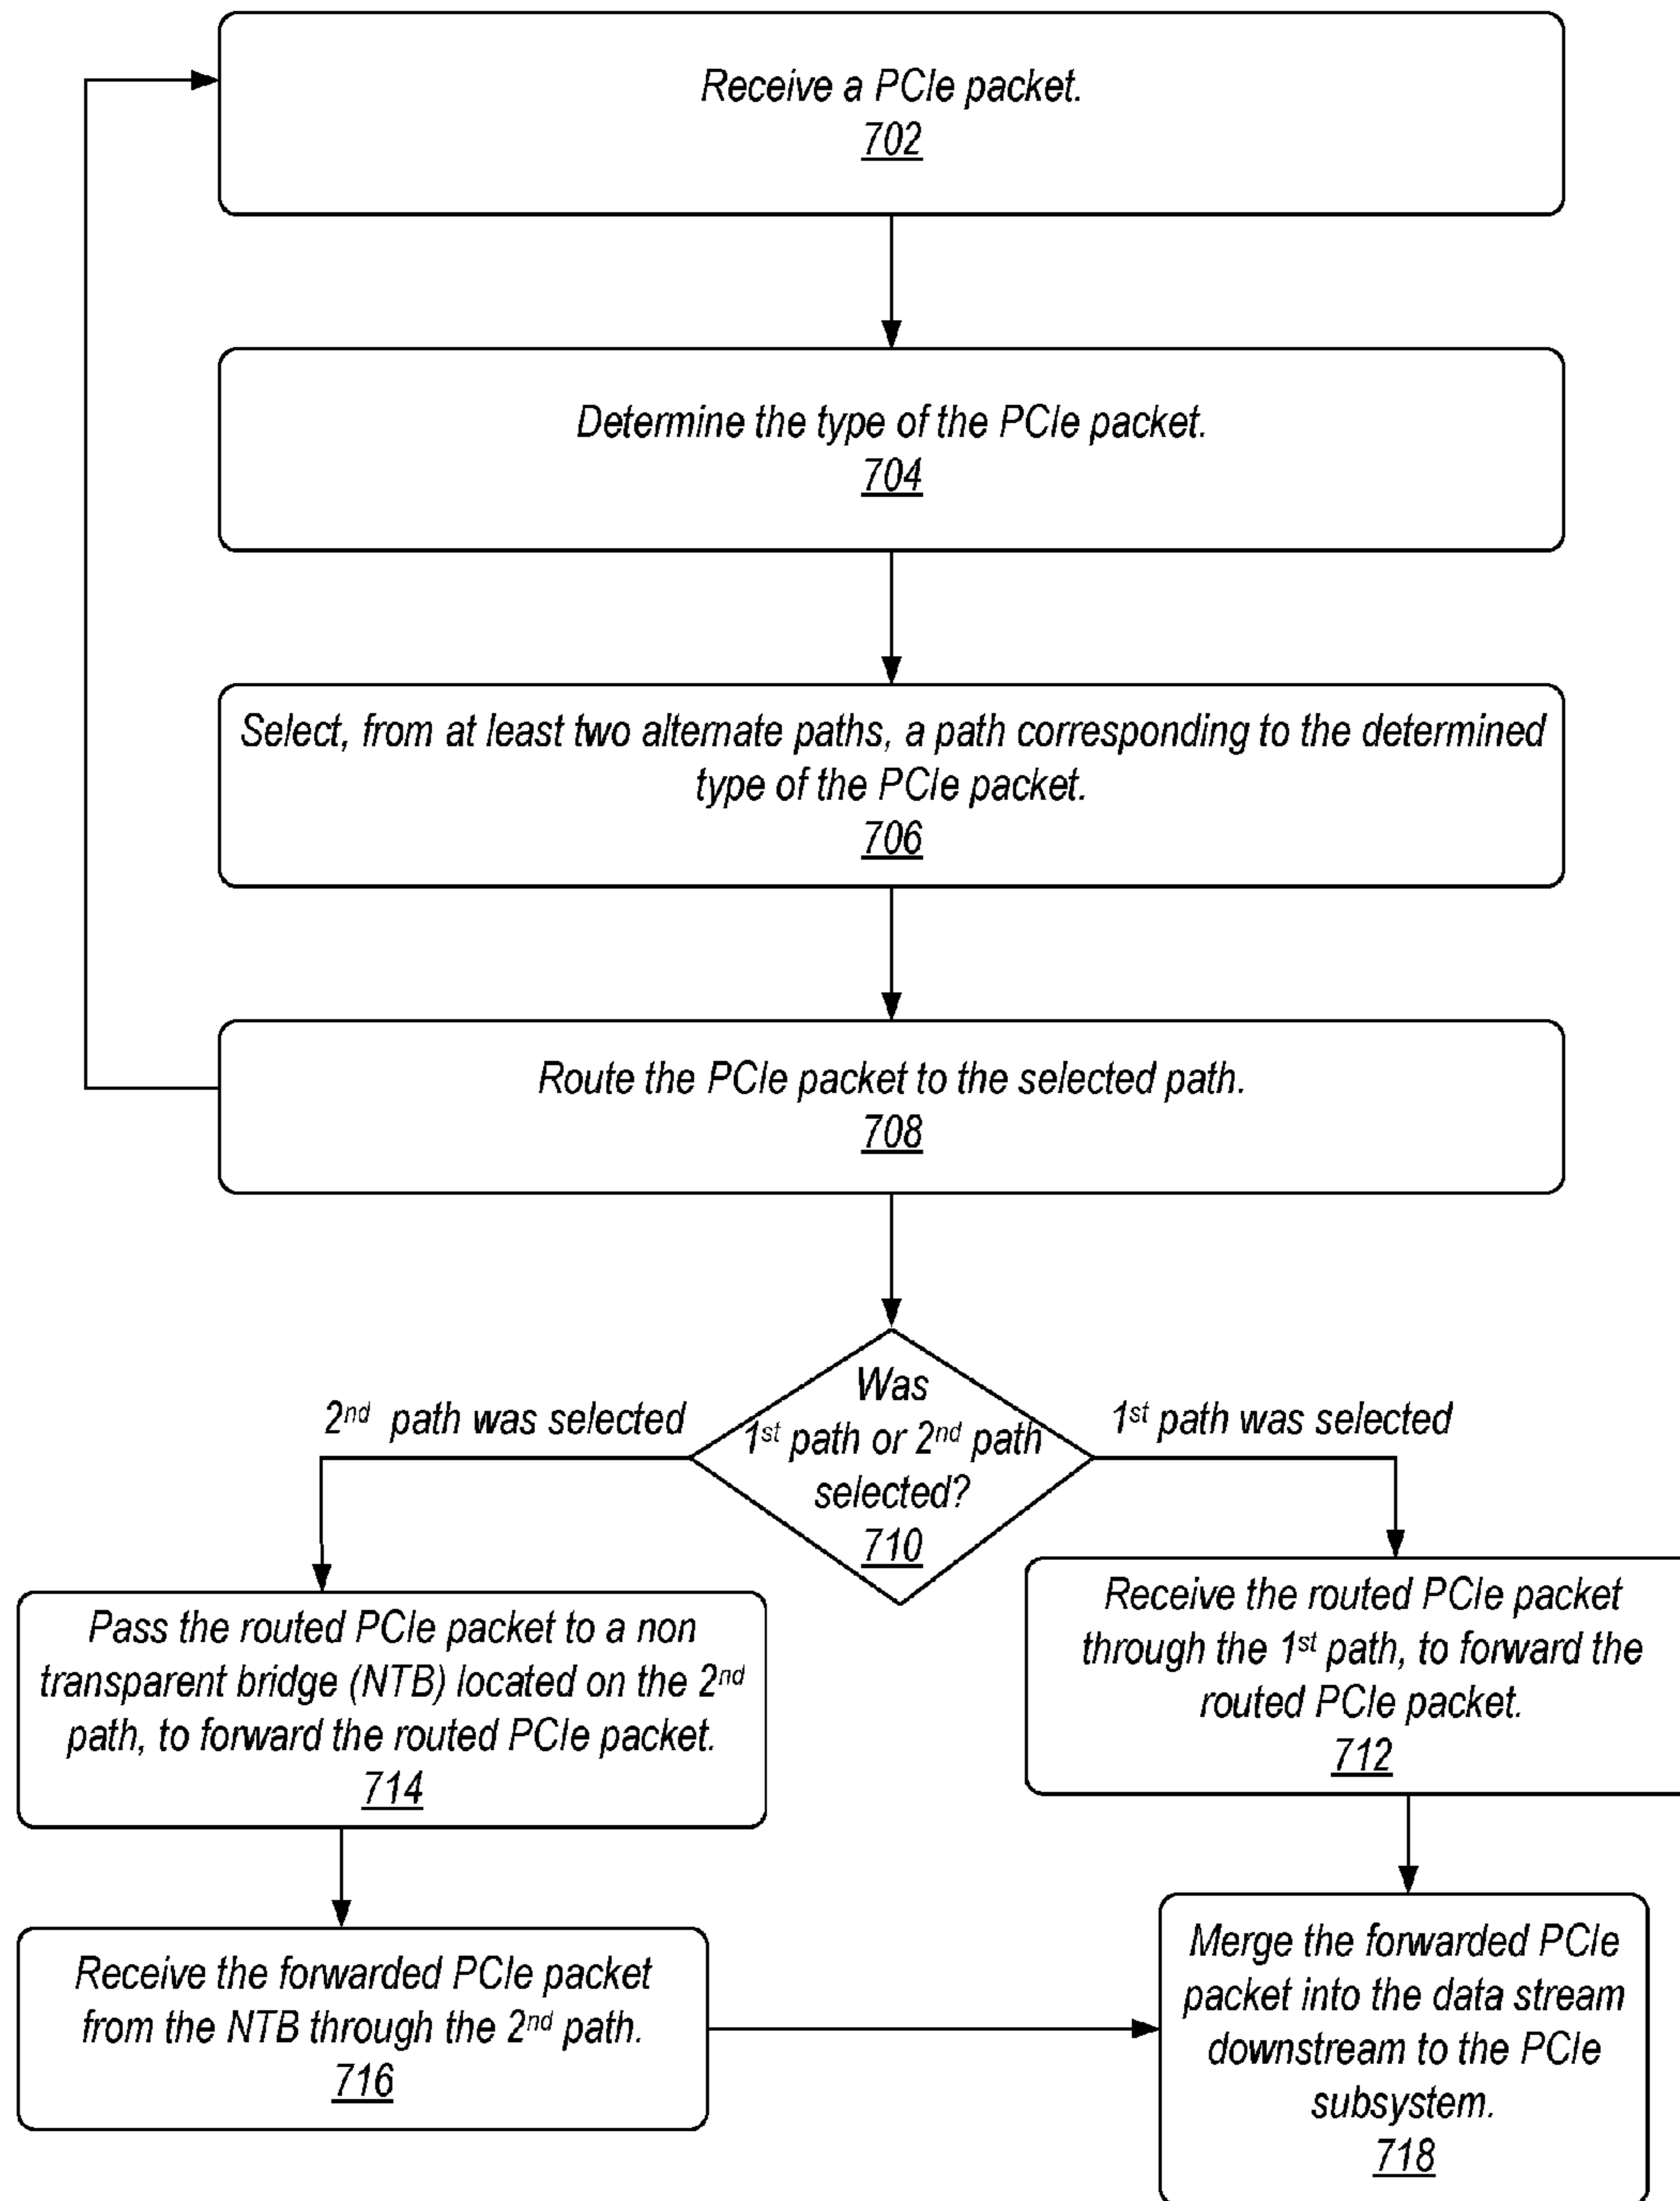 Receive a PCIe packet.
702
Determine the type of the PCIe packet.
704
Select, from at least two alternate paths, a path corresponding to the determined
type of the PCIe packet.
706
Route the PCIe packet to the selected path.
708
Was
1st path or 2nd path
selected?
710
2nd path was selected
1st path was selected
Pass the routed PCIe packet to a non
transparent bridge (NTB) located on the 2nd
path, to forward the routed PCIe packet.
714
Receive the routed PCIe packet
through the 1st path, to forward the
routed PCIe packet.
712
Receive the forwarded PCIe packet
from the NTB through the 2nd path.
716
Merge the forwarded PCIe
packet into the data stream
downstream to the PCIe
subsystem.
718